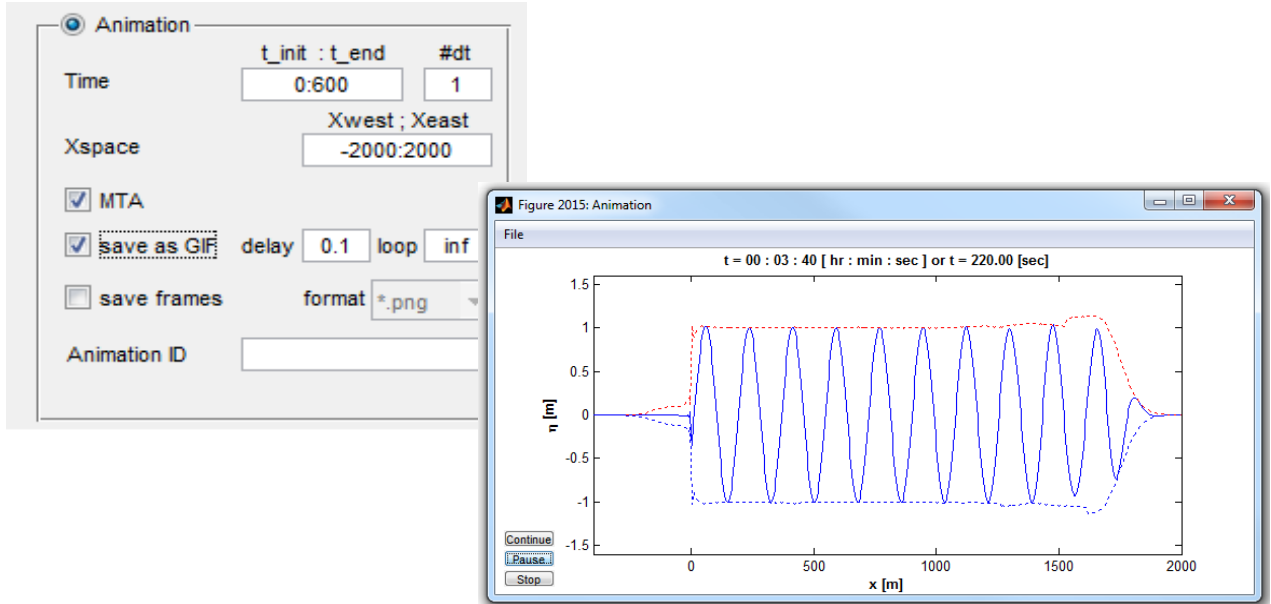 Animation
t_init : t_end #dt
Time 0:600 1
Xwest ; Xeast
Xspace -2000:2000
MTA
save as GIF delay 0.1 loop inf
save frames format *.png
Animation ID
Figure 2015: Animation
File
t = 00 : 03 : 40 [ hr : min : sec ] or t = 220.00 [sec]
1.5
1
0.5
0
-0.5
-1
-1.5
η [m]
Continue
Pause
Stop
0 500 1000 1500 2000
x [m]